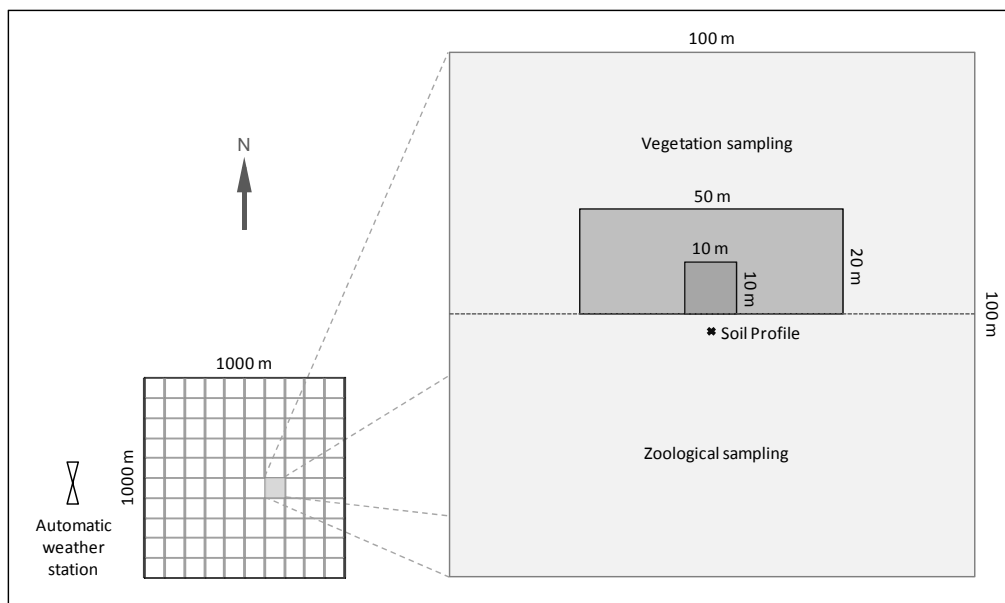 100 m
Vegetation sampling
N
50 m
10 m
10 m
20 m
100 m
Soil Profile
1000 m
1000 m
Zoological sampling
Automatic
weather
station